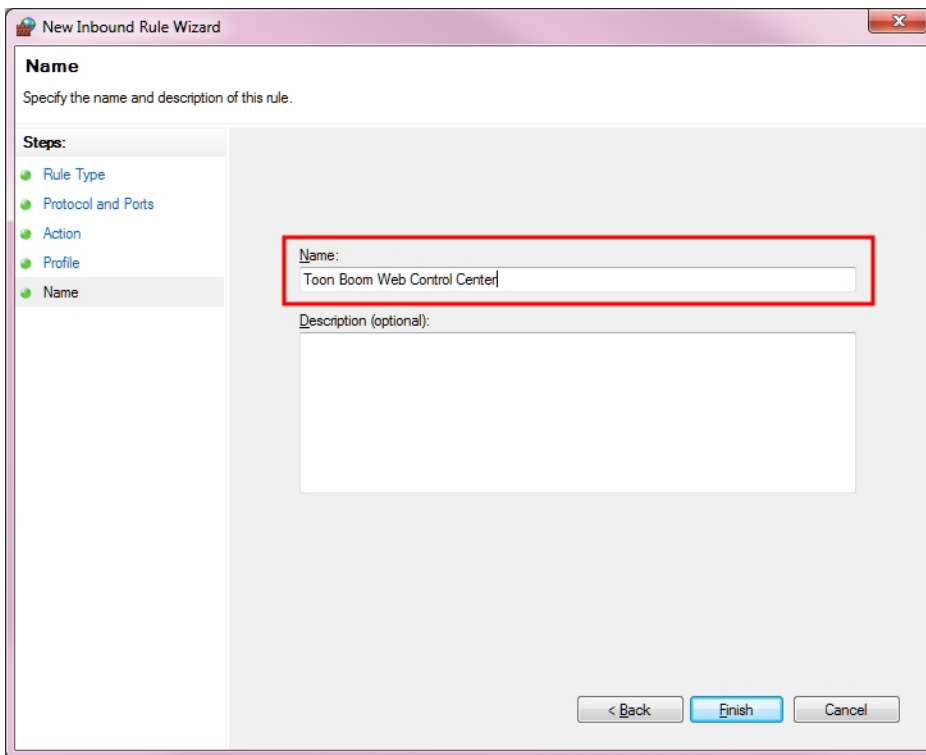 New Inbound Rule Wizard
Name
Specify the name and description of this rule.
Steps:
Rule Type
Protocol and Ports
Action
Profile
Name
Name:
Toon Boom Web Control Center
Description (optional):
< Back Finish Cancel